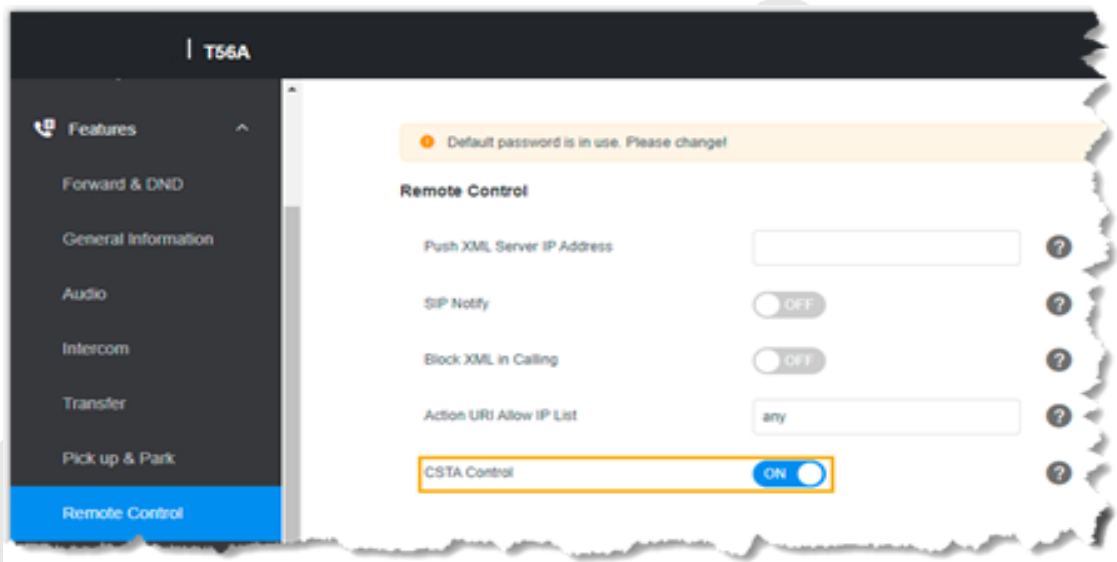 T56A
Features
Forward & DND
General Information
Audio
Intercom
Transfer
Pick up & Park
Remote Control
Default password is in use. Please change!
Remote Control
Push XML Server IP Address
SIP Notify OFF
Block XML in Calling OFF
Action URI Allow IP List any
CSTA Control ON